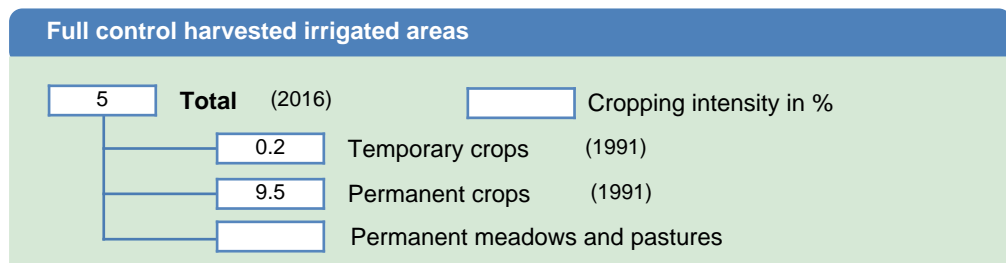 Full control harvested irrigated areas
5 Total (2016) Cropping intensity in %
0.2 Temporary crops (1991)
9.5 Permanent crops (1991)
Permanent meadows and pastures